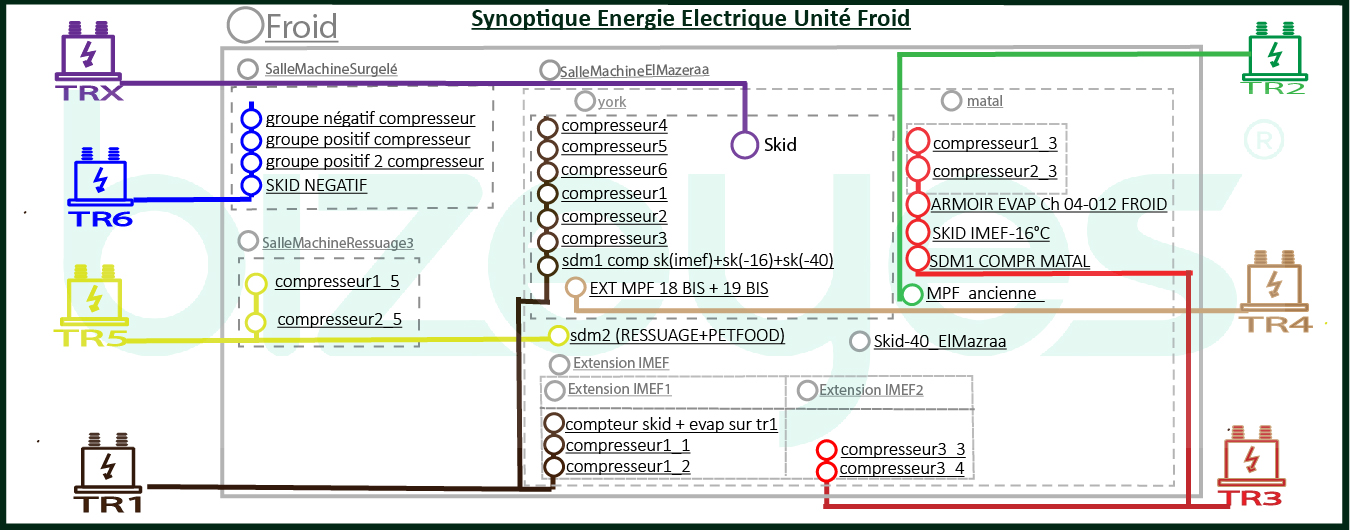 Synoptique Energie Electrique Unité Froid
Froid
TRX
TR2
SalleMachineSurgelé
SalleMachineElMazeraa
york
matal
groupe négatif compresseur
groupe positif compresseur
groupe positif 2 compresseur
SKID NEGATIF
TR6
compresseur4
compresseur5
compresseur6
compresseur1
compresseur2
compresseur3
sdm1 comp sk(imef)+sk(-16)+sk(-40)
EXT MPF 18 BIS + 19 BIS
Skid
compresseur1_3
compresseur2_3
ARMOIR EVAP Ch 04-012 FROID
SKID IMEF-16°C
SDM1 COMPR MATAL
MPF_ancienne_
®
bizeyes
SalleMachineRessuage3
compresseur1_5
compresseur2_5
TR5
TR4
sdm2 (RESSUAGE+PETFOOD)
Skid-40_ElMazraa
Extension IMEF
Extension IMEF1
Extension IMEF2
compteur skid + evap sur tr1
compresseur1_1
compresseur1_2
compresseur3_3
compresseur3_4
TR1
TR3